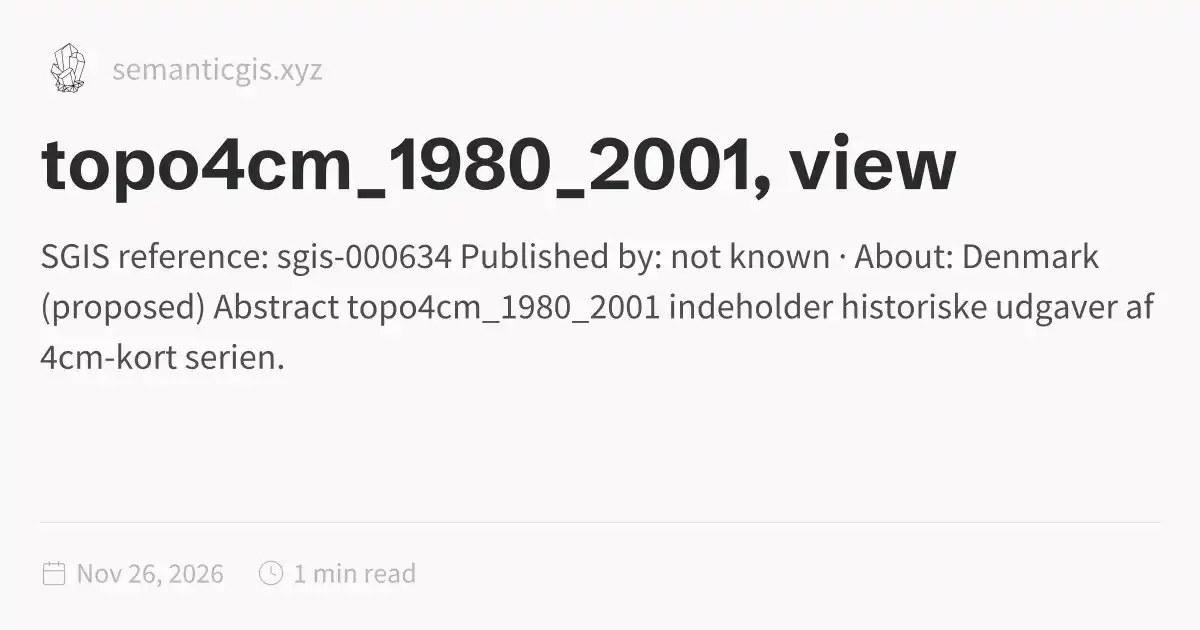 semanticgis.xyz
topo4cm_1980_2001, view
SGIS reference: sgis-000634 Published by: not known · About: Denmark
(proposed) Abstract topo4cm_1980_2001 indeholder historiske udgaver af
4cm-kort serien.
Nov 26, 2026 1 min read